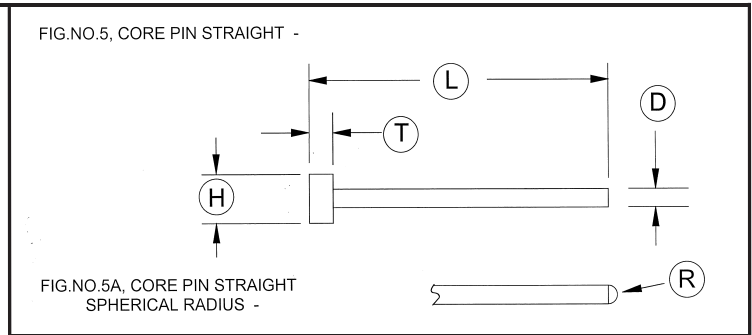 FIG.NO.5, CORE PIN STRAIGHT -
L
D
T
H
FIG.NO.5A, CORE PIN STRAIGHT
SPHERICAL RADIUS -
R